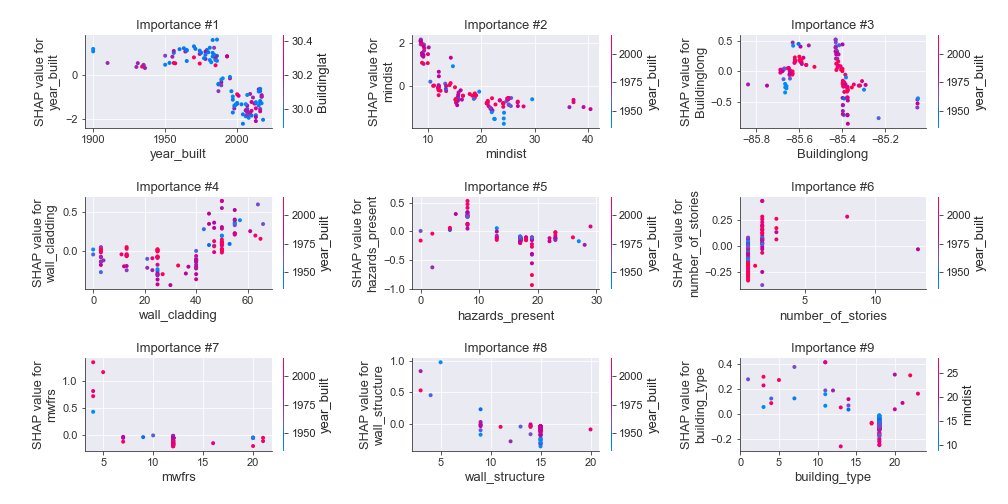 Importance #1
Importance #2
Importance #3
SHAP value for
year_built
0
−2
1900
1950
2000
year_built
30.4
30.2
30.0
Buildinglat
SHAP value for
mindist
2
0
10
20
30
40
mindist
2000
1975
1950
year_built
SHAP value for
Buildinglong
0.5
0.0
−0.5
−85.8
−85.6
−85.4
−85.2
Buildinglong
2000
1975
1950
year_built
Importance #4
Importance #5
Importance #6
SHAP value for
wall_cladding
0.5
0.0
0
20
40
60
wall_cladding
2000
1975
1950
year_built
SHAP value for
hazards_present
0.5
0.0
−0.5
−1.0
0
10
20
30
hazards_present
2000
1975
1950
year_built
SHAP value for
number_of_stories
0.25
0.00
−0.25
5
10
number_of_stories
2000
1975
1950
year_built
Importance #7
Importance #8
Importance #9
SHAP value for
mwfrs
1.0
0.5
0.0
5
10
15
20
mwfrs
2000
1975
1950
year_built
SHAP value for
wall_structure
1.0
0.5
0.0
5
10
15
20
wall_structure
2000
1975
1950
year_built
SHAP value for
building_type
0.4
0.2
0.0
−0.2
0
5
10
15
20
building_type
25
20
15
10
mindist